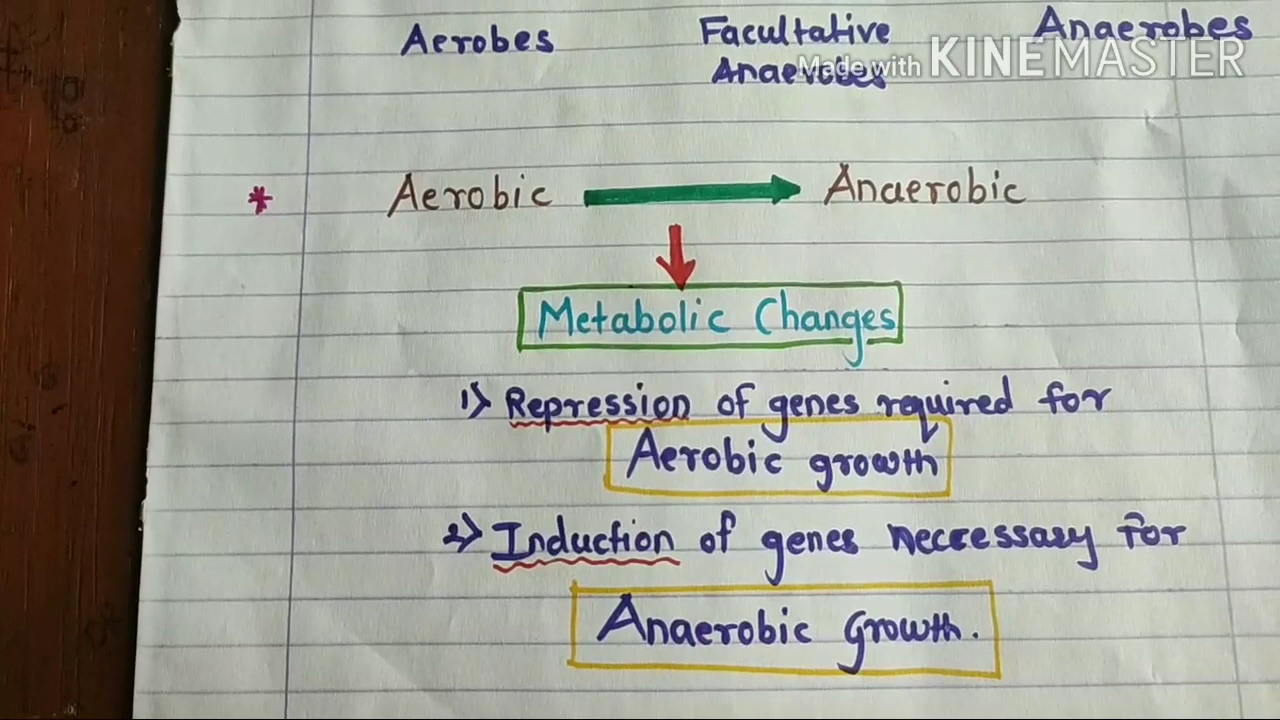 Aerobes Facultative Anaerobes
Anaerobes
Made with KINEMASTER
* Aerobic Anaerobic
Metabolic Changes
1) Repression of genes required for
Aerobic growth
2) Induction of genes necessary for
Anaerobic Growth.